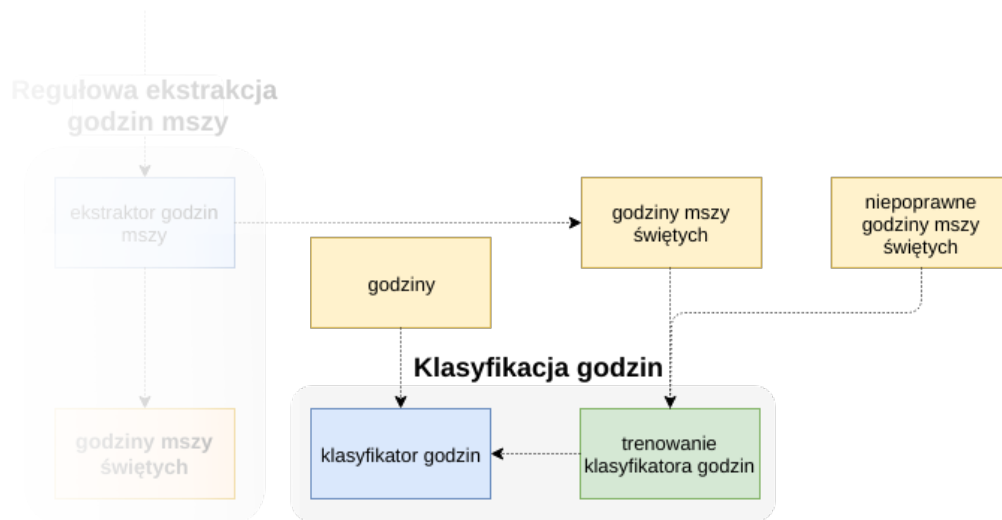 Regułowa ekstrakcja
godzin mszy
ekstraktor godzin
mszy
godziny mszy
świętych
niepoprawne
godziny mszy
świętych
godziny
Klasyfikacja godzin
godziny mszy
świętych
klasyfikator godzin
trenowanie
klasyfikatora godzin